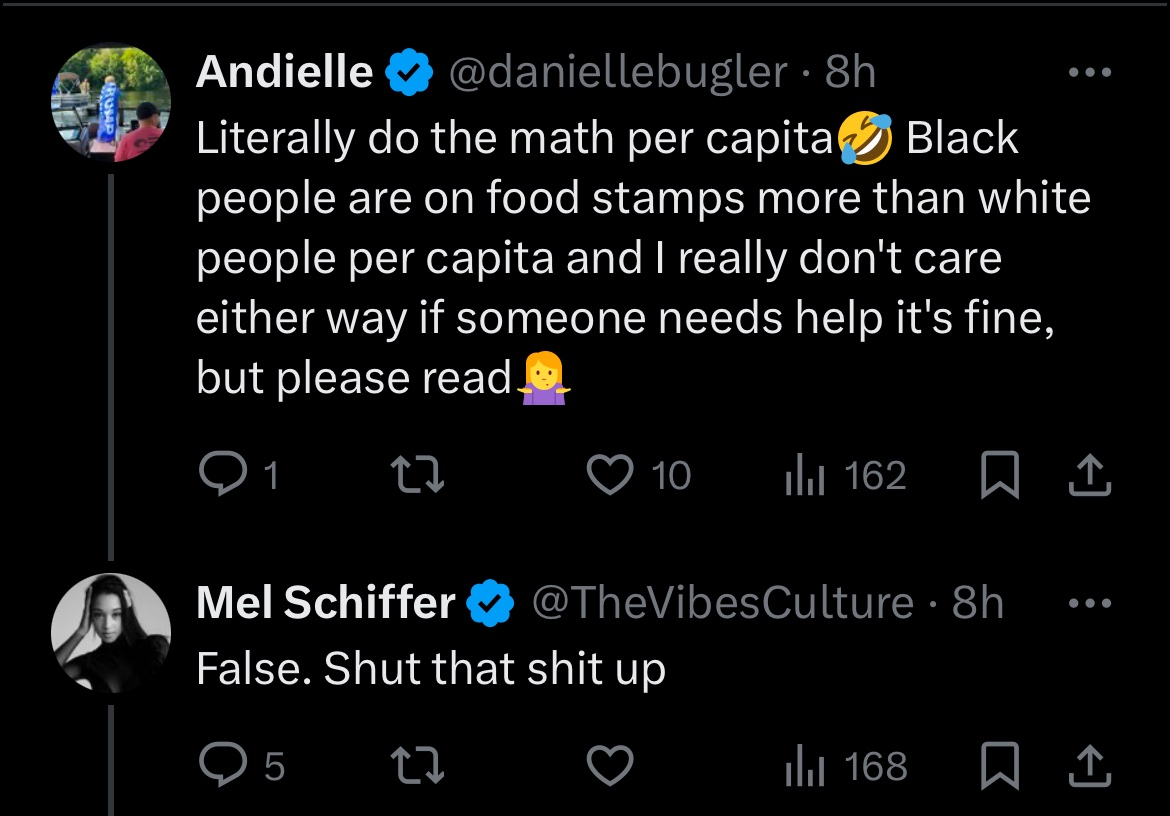 Andielle @daniellebugler · 8h
Literally do the math per capita🤣 Black
people are on food stamps more than white
people per capita and I really don't care
either way if someone needs help it's fine,
but please read🤷‍♀️
1 10 162
Mel Schiffer @TheVibesCulture · 8h
False. Shut that shit up
5 168